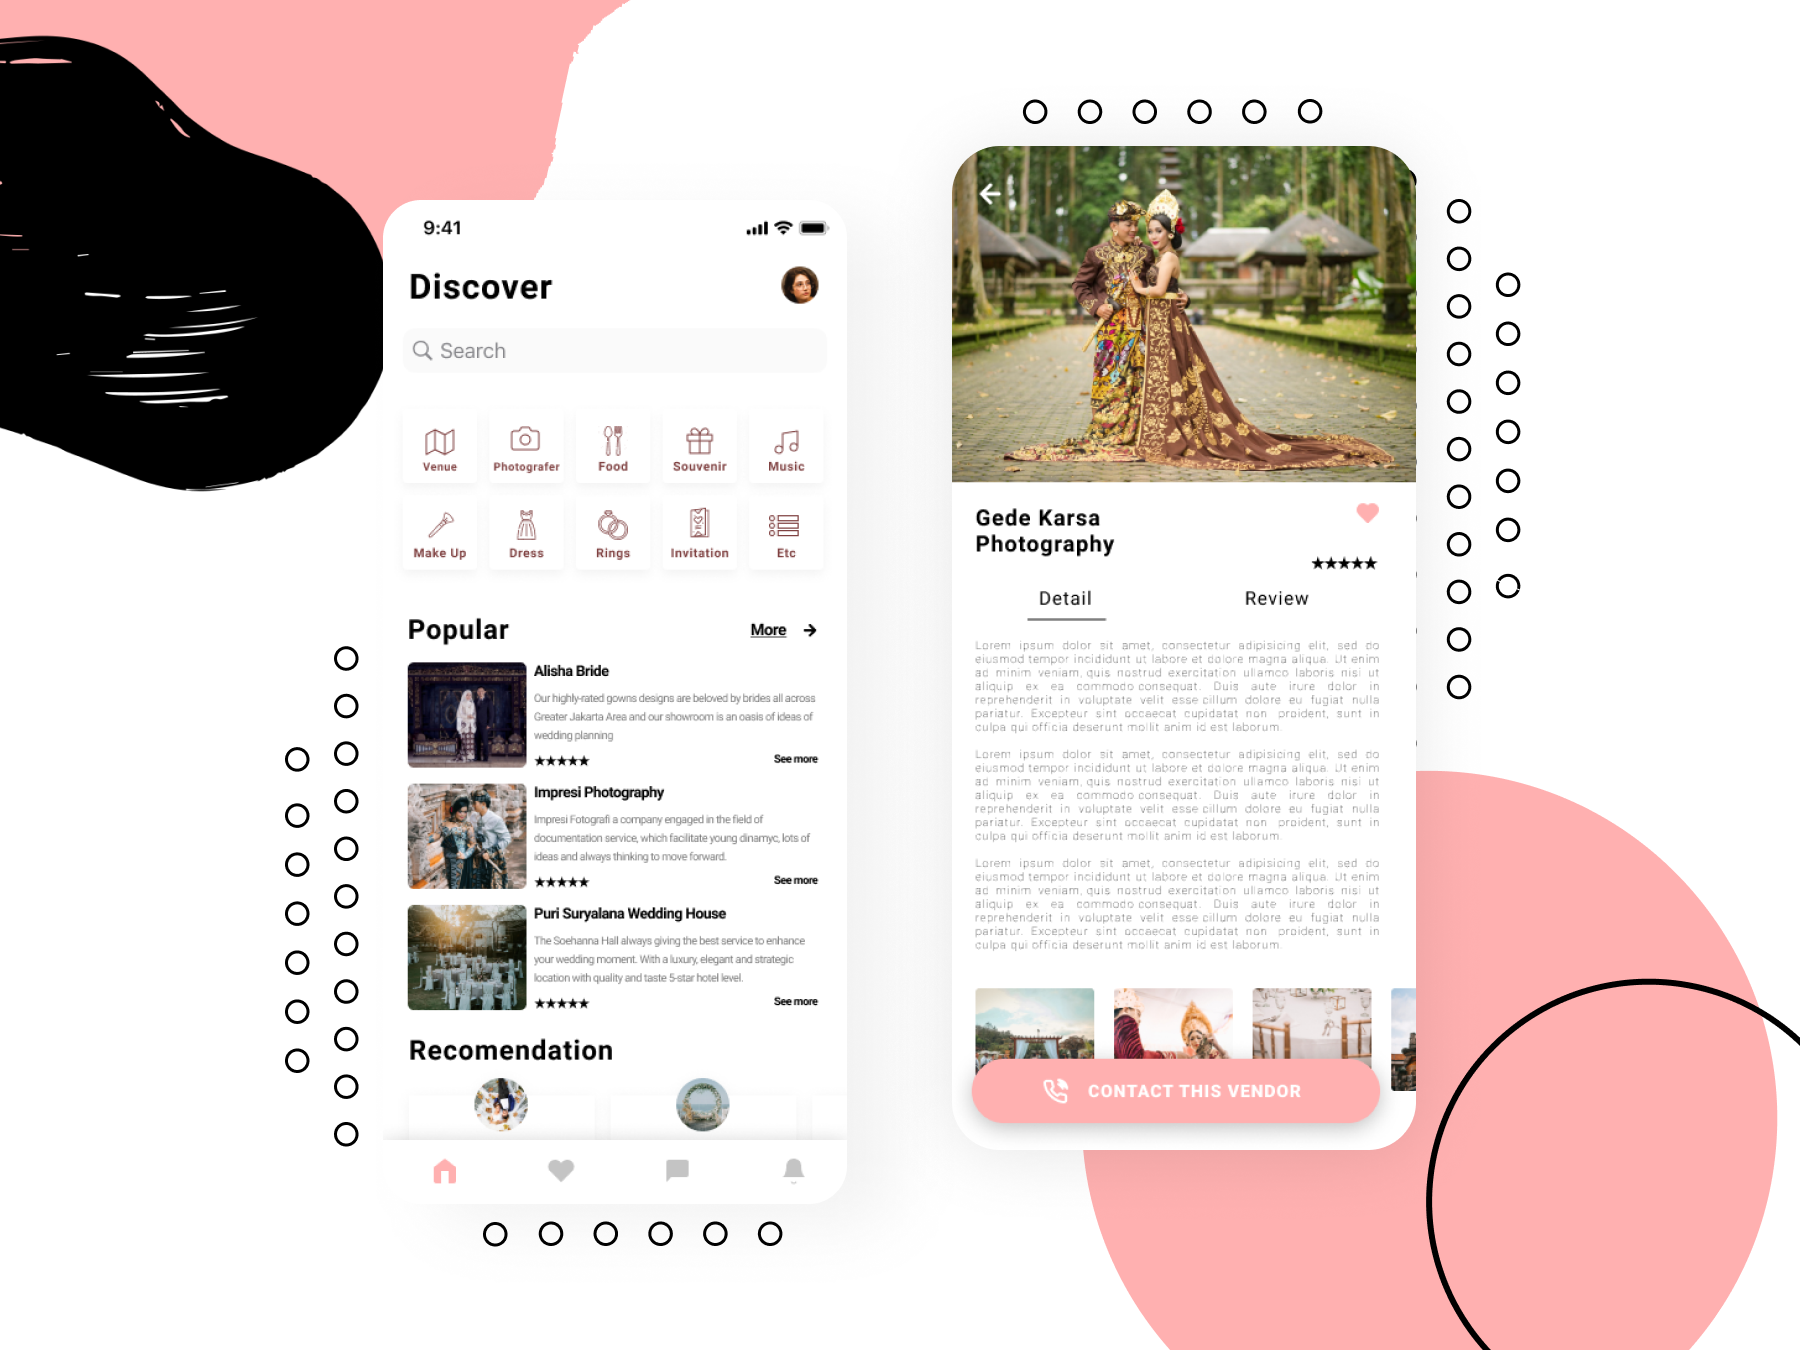 9:41
Discover
Search
Venue
Photografer
Food
Souvenir
Music
Make Up
Dress
Rings
Invitation
Etc
Popular
More
Alisha Bride
Our highly-rated gowns designs are beloved by brides all across
Greater Jakarta Area and our showroom is an oasis of ideas of
wedding planning
★★★★★
See more
Impresi Photography
Impresi Fotografi a company engaged in the field of
documentation service, which facilitate young dinamyc, lots of
ideas and always thinking to move forward.
★★★★★
See more
Puri Suryalana Wedding House
The Soehanna Hall always giving the best service to enhance
your wedding moment. With a luxury, elegant and strategic
location with quality and taste 5-star hotel level.
★★★★★
See more
Recomendation
Gede Karsa
Photography
★★★★★
Detail
Review
Lorem ipsum dolor sit amet, consectetur adipisicing elit, sed do
eiusmod tempor incididunt ut labore et dolore magna aliqua. Ut enim
ad minim veniam, quis nostrud exercitation ullamco laboris nisi ut
aliquip ex ea commodo consequat. Duis aute irure dolor in
reprehenderit in voluptate velit esse cillum dolore eu fugiat nulla
pariatur. Excepteur sint occaecat cupidatat non proident, sunt in
culpa qui officia deserunt mollit anim id est laborum.
Lorem ipsum dolor sit amet, consectetur adipisicing elit, sed do
eiusmod tempor incididunt ut labore et dolore magna aliqua. Ut enim
ad minim veniam, quis nostrud exercitation ullamco laboris nisi ut
aliquip ex ea commodo consequat. Duis aute irure dolor in
reprehenderit in voluptate velit esse cillum dolore eu fugiat nulla
pariatur. Excepteur sint occaecat cupidatat non proident, sunt in
culpa qui officia deserunt mollit anim id est laborum.
Lorem ipsum dolor sit amet, consectetur adipisicing elit, sed do
eiusmod tempor incididunt ut labore et dolore magna aliqua. Ut enim
ad minim veniam, quis nostrud exercitation ullamco laboris nisi ut
aliquip ex ea commodo consequat. Duis aute irure dolor in
reprehenderit in voluptate velit esse cillum dolore eu fugiat nulla
pariatur. Excepteur sint occaecat cupidatat non proident, sunt in
culpa qui officia deserunt mollit anim id est laborum.
CONTACT THIS VENDOR